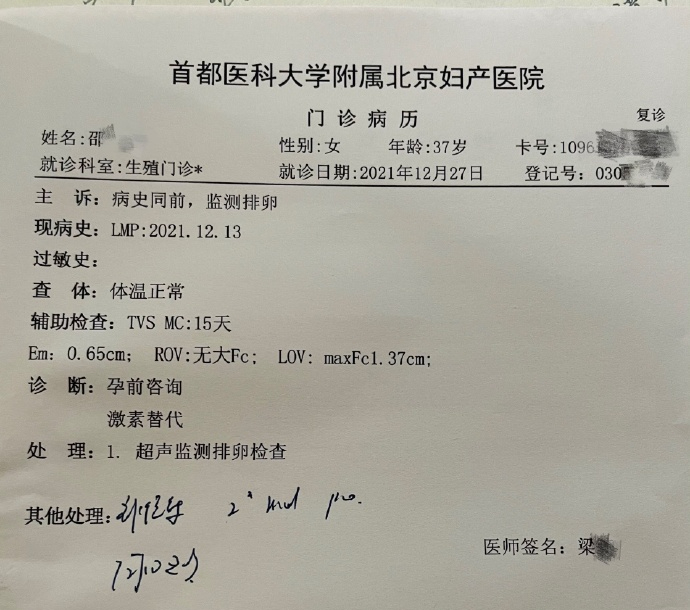 首都医科大学附属北京妇产医院
门诊病历
复诊
姓名:邵 性别:女 年龄:37岁 卡号:1096
就诊科室:生殖门诊* 就诊日期:2021年12月27日 登记号:030
主 诉:病史同前,监测排卵
现病史:LMP:2021.12.13
过敏史:
查 体:体温正常
辅助检查:TVS MC:15天
Em: 0.65cm; ROV:无大Fc; LOV: maxFc1.37cm;
诊 断:孕前咨询
激素替代
处 理:1. 超声监测排卵检查
其他处理:
医师签名:梁